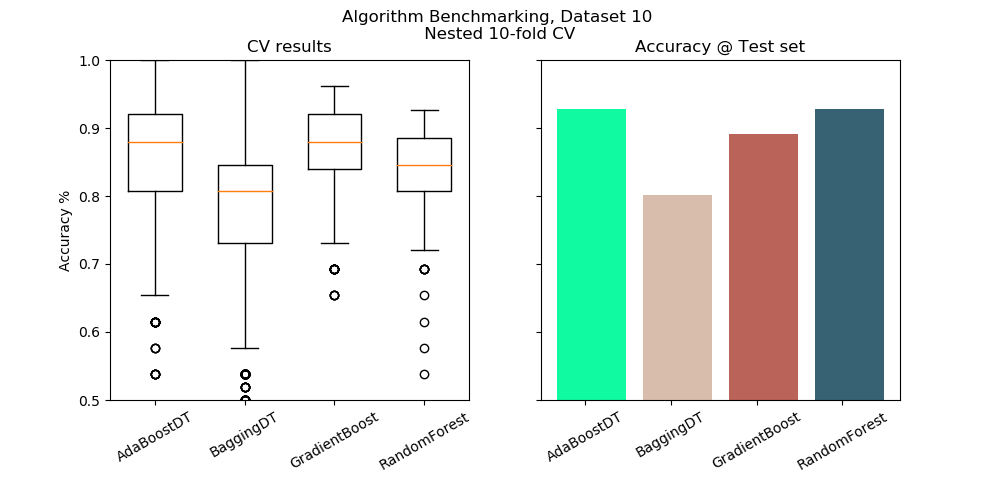 Algorithm Benchmarking, Dataset 10
Nested 10-fold CV
CV results
Accuracy %
1.0
0.9
0.8
0.7
0.6
0.5
AdaBoostDT
BaggingDT
GradientBoost
RandomForest
Accuracy @ Test set
AdaBoostDT
BaggingDT
GradientBoost
RandomForest